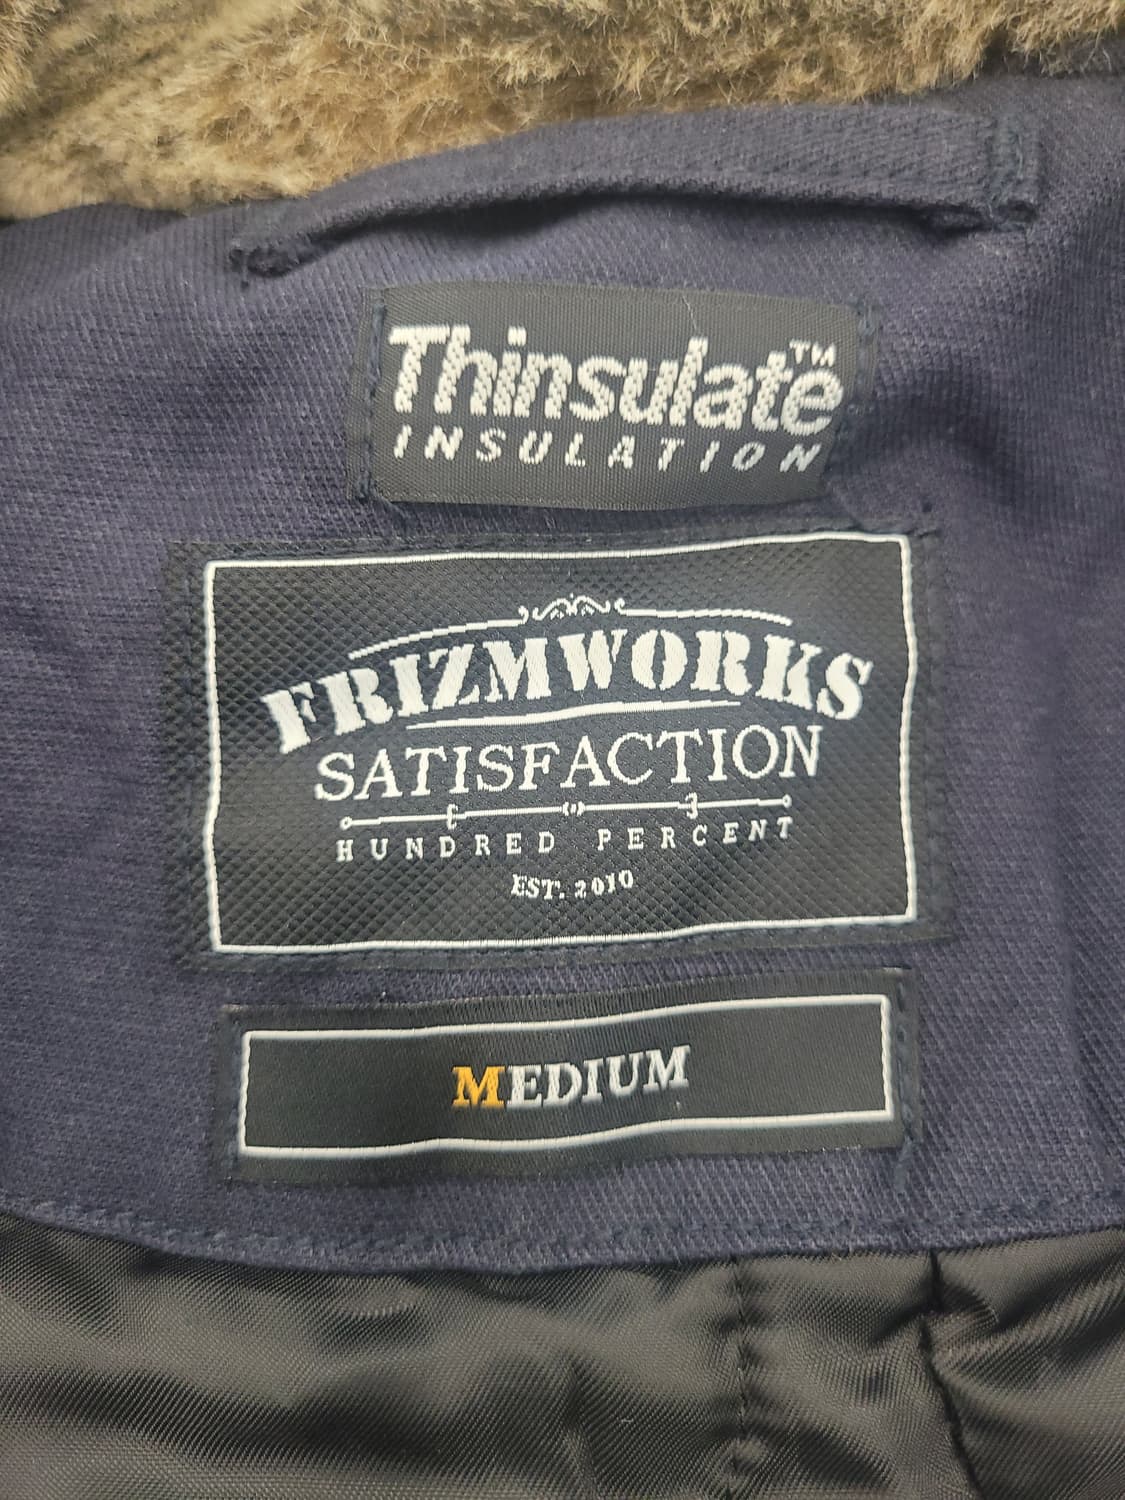 Thinsulate™
INSULATION
FRIZMWORKS
SATISFACTION
HUNDRED PERCENT
EST. 2010
MEDIUM